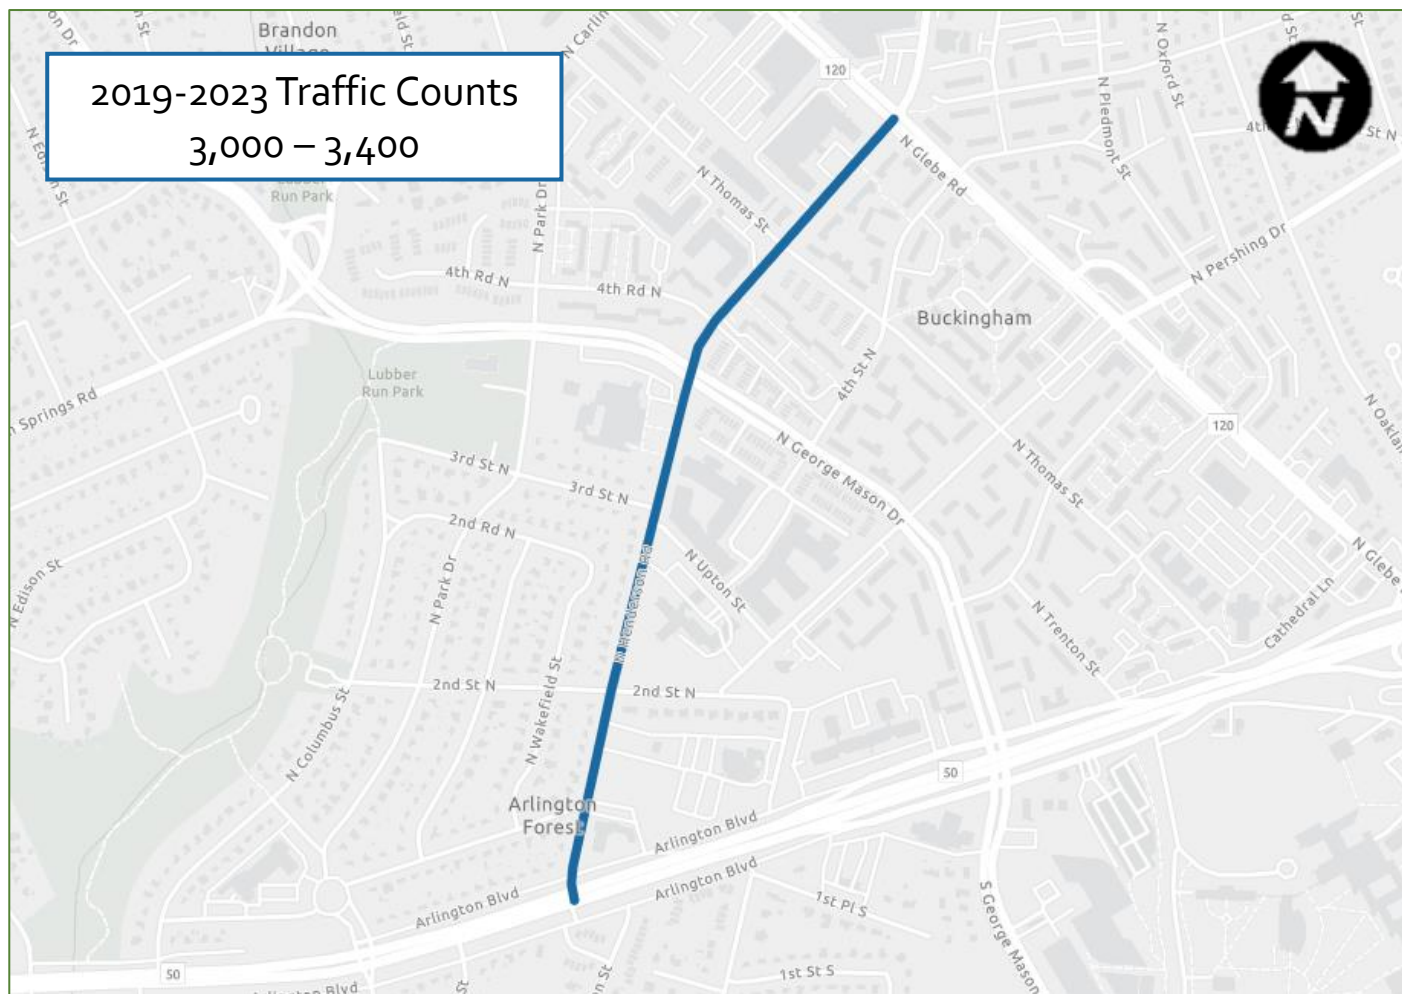 Brandon
Village
2019-2023 Traffic Counts
3,000 – 3,400
120
N Carlin
N Oxford St
N Piedmont St
N Glebe Rd
St N
N Edison St
Run Park
N Park Dr
N Thomas St
N Pershing Dr
4th Rd N
4th Rd N
Buckingham
Lubber
Run Park
4th St N
Springs Rd
120
N George Mason Dr
N Thomas St
3rd St N
3rd St N
2nd Rd N
N Park Dr
N Henderson Rd
N Upton St
N Edison St
N Glebe
Cathedral Ln
N Trenton St
2nd St N
2nd St N
N Wakefield St
N Columbus St
50
Arlington
Forest
Arlington Blvd
Arlington Blvd
Arlington Blvd
1st Pl S
S George Mason
50
1st St S
N